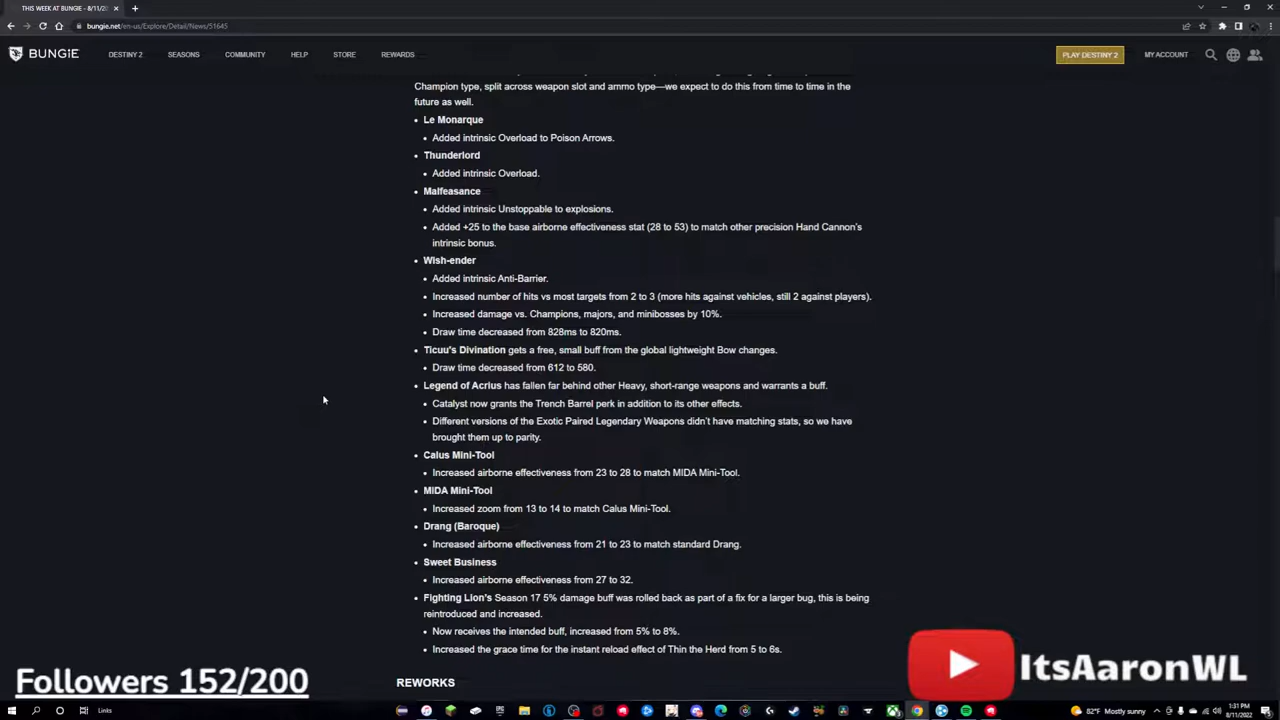 THIS WEEK AT BUNGIE - 8/11/20
bungie.net/en-us/Explore/Detail/News/51645
BUNGIE
DESTINY 2
SEASONS
COMMUNITY
HELP
STORE
REWARDS
PLAY DESTINY 2
MY ACCOUNT
Champion type, split across weapon slot and ammo type—we expect to do this from time to time in the
future as well.
Le Monarque
Added intrinsic Overload to Poison Arrows.
Thunderlord
Added intrinsic Overload.
Malfeasance
Added intrinsic Unstoppable to explosions.
Added +25 to the base airborne effectiveness stat (28 to 53) to match other precision Hand Cannon's
intrinsic bonus.
Wish-ender
Added intrinsic Anti-Barrier.
Increased number of hits vs most targets from 2 to 3 (more hits against vehicles, still 2 against players).
Increased damage vs. Champions, majors, and minibosses by 10%.
Draw time decreased from 828ms to 820ms.
Ticuu's Divination gets a free, small buff from the global lightweight Bow changes.
Draw time decreased from 612 to 580.
Legend of Acrius has fallen far behind other Heavy, short-range weapons and warrants a buff.
Catalyst now grants the Trench Barrel perk in addition to its other effects.
Different versions of the Exotic Paired Legendary Weapons didn't have matching stats, so we have
brought them up to parity.
Calus Mini-Tool
Increased airborne effectiveness from 23 to 28 to match MIDA Mini-Tool.
MIDA Mini-Tool
Increased zoom from 13 to 14 to match Calus Mini-Tool.
Drang (Baroque)
Increased airborne effectiveness from 21 to 23 to match standard Drang.
Sweet Business
Increased airborne effectiveness from 27 to 32.
Fighting Lion's Season 17 5% damage buff was rolled back as part of a fix for a larger bug, this is being
reintroduced and increased.
Now receives the intended buff, increased from 5% to 8%.
Increased the grace time for the instant reload effect of Thin the Herd from 5 to 6s.
REWORKS
Followers 152/200
ItsAaronWL
Links
82°F Mostly sunny
1:31 PM
8/11/2022